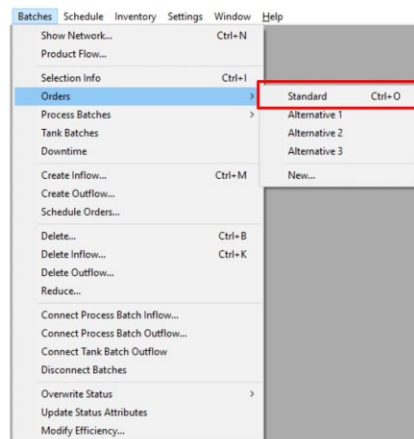 Batches Schedule Inventory Settings Window Help
Show Network... Ctrl+N
Product Flow...
Selection Info Ctrl+I
Orders >
Standard Ctrl+O
Alternative 1
Alternative 2
Alternative 3
New...
Process Batches >
Tank Batches
Downtime
Create Inflow... Ctrl+M
Create Outflow...
Schedule Orders...
Delete... Ctrl+B
Delete Inflow... Ctrl+K
Delete Outflow...
Reduce...
Connect Process Batch Inflow...
Connect Process Batch Outflow...
Connect Tank Batch Outflow
Disconnect Batches
Overwrite Status >
Update Status Attributes
Modify Efficiency...